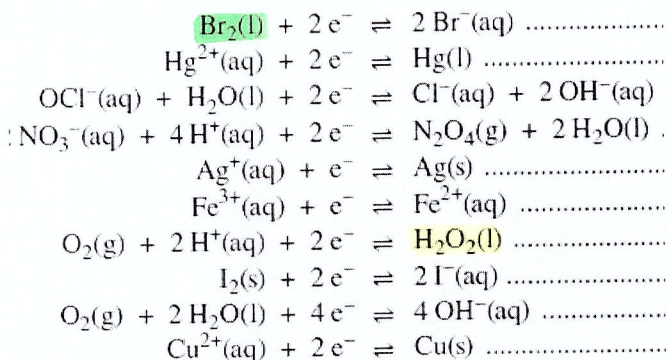 Br₂(l) + 2 e⁻ ⇌ 2 Br⁻(aq) ....................
Hg²⁺(aq) + 2 e⁻ ⇌ Hg(l) ..........................
OCl⁻(aq) + H₂O(l) + 2 e⁻ ⇌ Cl⁻(aq) + 2 OH⁻(aq)
2 NO₃⁻(aq) + 4 H⁺(aq) + 2 e⁻ ⇌ N₂O₄(g) + 2 H₂O(l) .
Ag⁺(aq) + e⁻ ⇌ Ag(s) ..........................
Fe³⁺(aq) + e⁻ ⇌ Fe²⁺(aq) .....................
O₂(g) + 2 H⁺(aq) + 2 e⁻ ⇌ H₂O₂(l) ......................
I₂(s) + 2 e⁻ ⇌ 2 I⁻(aq) .......................
O₂(g) + 2 H₂O(l) + 4 e⁻ ⇌ 4 OH⁻(aq) ...................
Cu²⁺(aq) + 2 e⁻ ⇌ Cu(s) ..........................